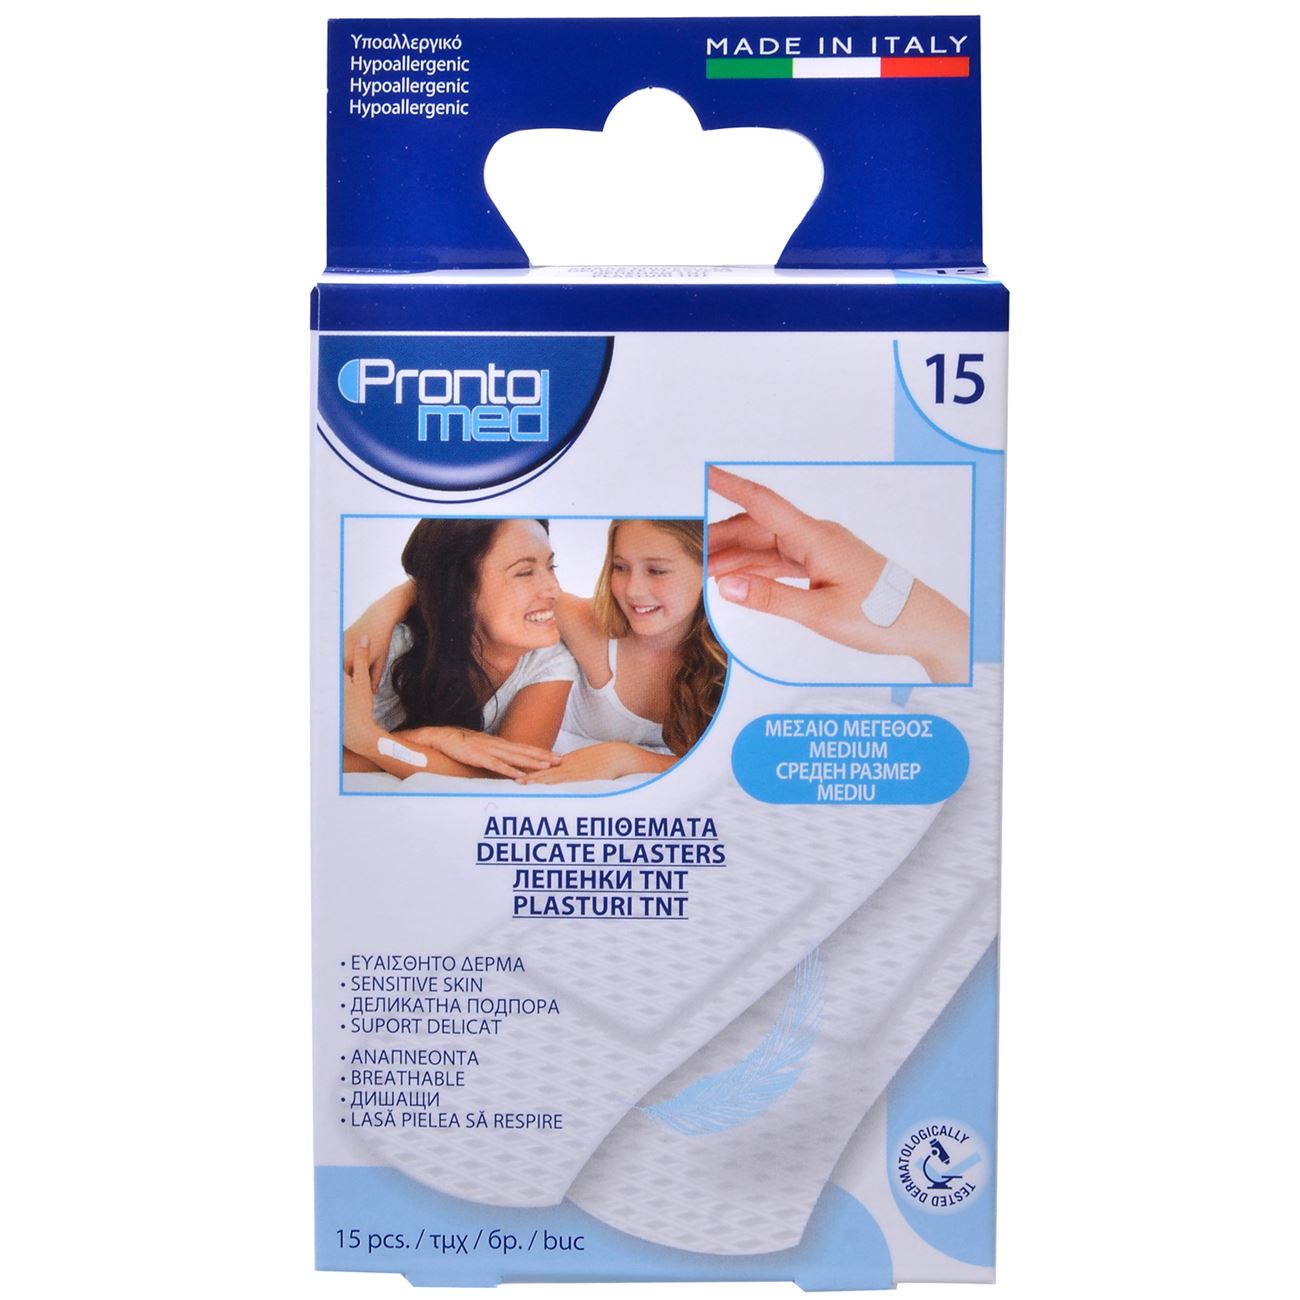 Υποαλλεργικό
Hypoallergenic
Hypoallergenic
Hypoallergenic
MADE IN ITALY
15
Pronto
med
15
ΜΕΣΑΙΟ ΜΕΓΕΘΟΣ
MEDIUM
СРЕДЕН РАЗМЕР
MEDIU
ΑΠΑΛΑ ΕΠΙΘΕΜΑΤΑ
DELICATE PLASTERS
ЛЕПЕНКИ TNT
PLASTURI TNT
• ΕΥΑΙΣΘΗΤΟ ΔΕΡΜΑ
• SENSITIVE SKIN
• ДЕЛИКАТНА ПОДПОРА
• SUPORT DELICAT
• ΑΝΑΠΝΕΟΝΤΑ
• BREATHABLE
• ДИШАЩИ
• LASĂ PIELEA SĂ RESPIRE
DERMATOLOGICALLY TESTED
15 pcs. / τμχ / бр. / buc